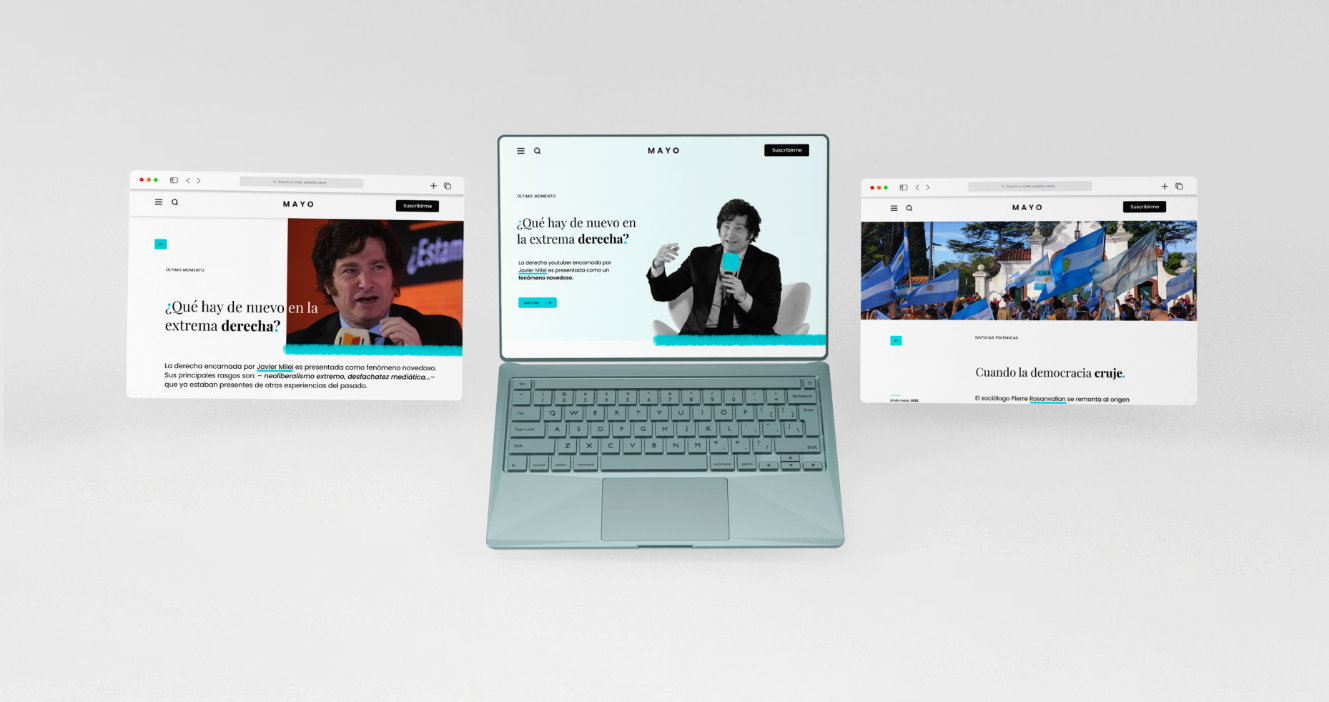 Search or enter website name
MAYO
Suscribirme
ÚLTIMO MOMENTO
¿Qué hay de nuevo en la
extrema derecha?
¿Estam
La derecha encarnada por Javier Milei es presentada como fenómeno novedoso.
Sus principales rasgos son: – neoliberalismo extremo, desfachatez mediática...–
que ya estaban presentes de otras experiencias del pasado.
MAYO
Suscribirme
ÚLTIMO MOMENTO
¿Qué hay de nuevo en
la extrema derecha?
La derecha youtuber encarnada por
Javier Milei es presentada como un
fenómeno novedoso.
Q W E R T Y U I O P
Caps Lock A S D F G H J K L
Z X C V B N M
Search or enter website name
MAYO
Suscribirme
NOTICIAS POLÉMICAS
Cuando la democracia cruje.
24 de mayo, 2022.
El sociólogo Pierre Rosanvallon se remonta al origen